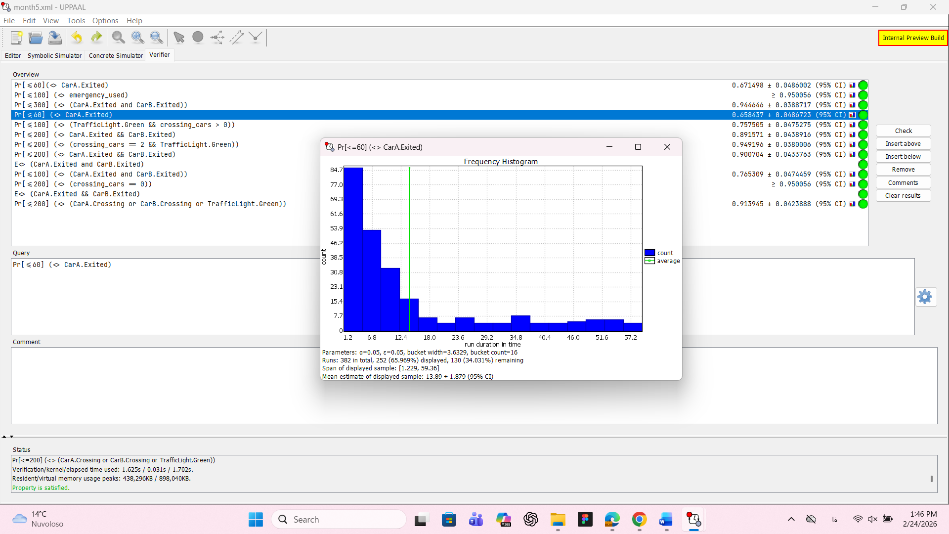 month5.xml - UPPAAL
File Edit View Tools Options Help
Internal Preview Build
Editor Symbolic Simulator Concrete Simulator Verifier
Overview
Pr[≤60](<> CarA.Exited) 0.671498 ± 0.0486002 (95% CI)
Pr[≤100] (<> emergency_used) ≥ 0.950056 (95% CI)
Pr[≤300] (<> (CarA.Exited and CarB.Exited)) 0.944646 ± 0.0388717 (95% CI)
Pr[≤60] (<> CarA.Exited) 0.658437 ± 0.0486723 (95% CI)
Pr[≤100] (<> (TrafficLight.Green && crossing_cars > 0)) 0.757565 ± 0.0475275 (95% CI)
Pr[≤200] (<> CarA.Exited && CarB.Exited) 0.891571 ± 0.0438916 (95% CI)
Pr[≤200] (<> (crossing_cars == 2 && TrafficLight.Green)) 0.949196 ± 0.0380006 (95% CI)
Pr[≤200] (<> CarA.Exited && CarB.Exited) 0.900704 ± 0.0433763 (95% CI)
E<> (CarA.Exited and CarB.Exited)
Pr[≤100] (<> (CarA.Exited and CarB.Exited)) 0.765309 ± 0.0474459 (95% CI)
Pr[≤200] (<> (crossing_cars == 0)) ≥ 0.950056 (95% CI)
E<> (CarA.Exited && CarB.Exited)
Pr[≤200] (<> (CarA.Crossing or CarB.Crossing or TrafficLight.Green)) 0.913945 ± 0.0423888 (95% CI)
Check
Insert above
Insert below
Remove
Comments
Clear results
Pr[<=60] (<> CarA.Exited)
Frequency Histogram
84.7
77.0
69.3
61.6
53.9
46.2
38.5
30.8
23.1
15.4
7.7
0
count
1.2 6.8 12.4 18.0 23.6 29.2 34.8 40.4 46.0 51.6 57.2
run duration in time
count
average
Parameters: α=0.05, ε=0.05, bucket width=3.6329, bucket count=16
Runs: 382 in total, 252 (65.969%) displayed, 130 (34.031%) remaining
Span of displayed sample: [1.229, 59.36]
Mean estimate of displayed sample: 13.89 ± 1.879 (95% CI)
Query
Pr[≤60] (<> CarA.Exited)
Comment
Status
Pr[<=200] (<> (CarA.Crossing or CarB.Crossing or TrafficLight.Green))
Verification/kernel/elapsed time used: 1.625s / 0.031s / 1.702s.
Resident/virtual memory usage peaks: 438,296KB / 898,040KB.
Property is satisfied.
14°C
Nuvoloso
Search
1:46 PM
2/24/2026